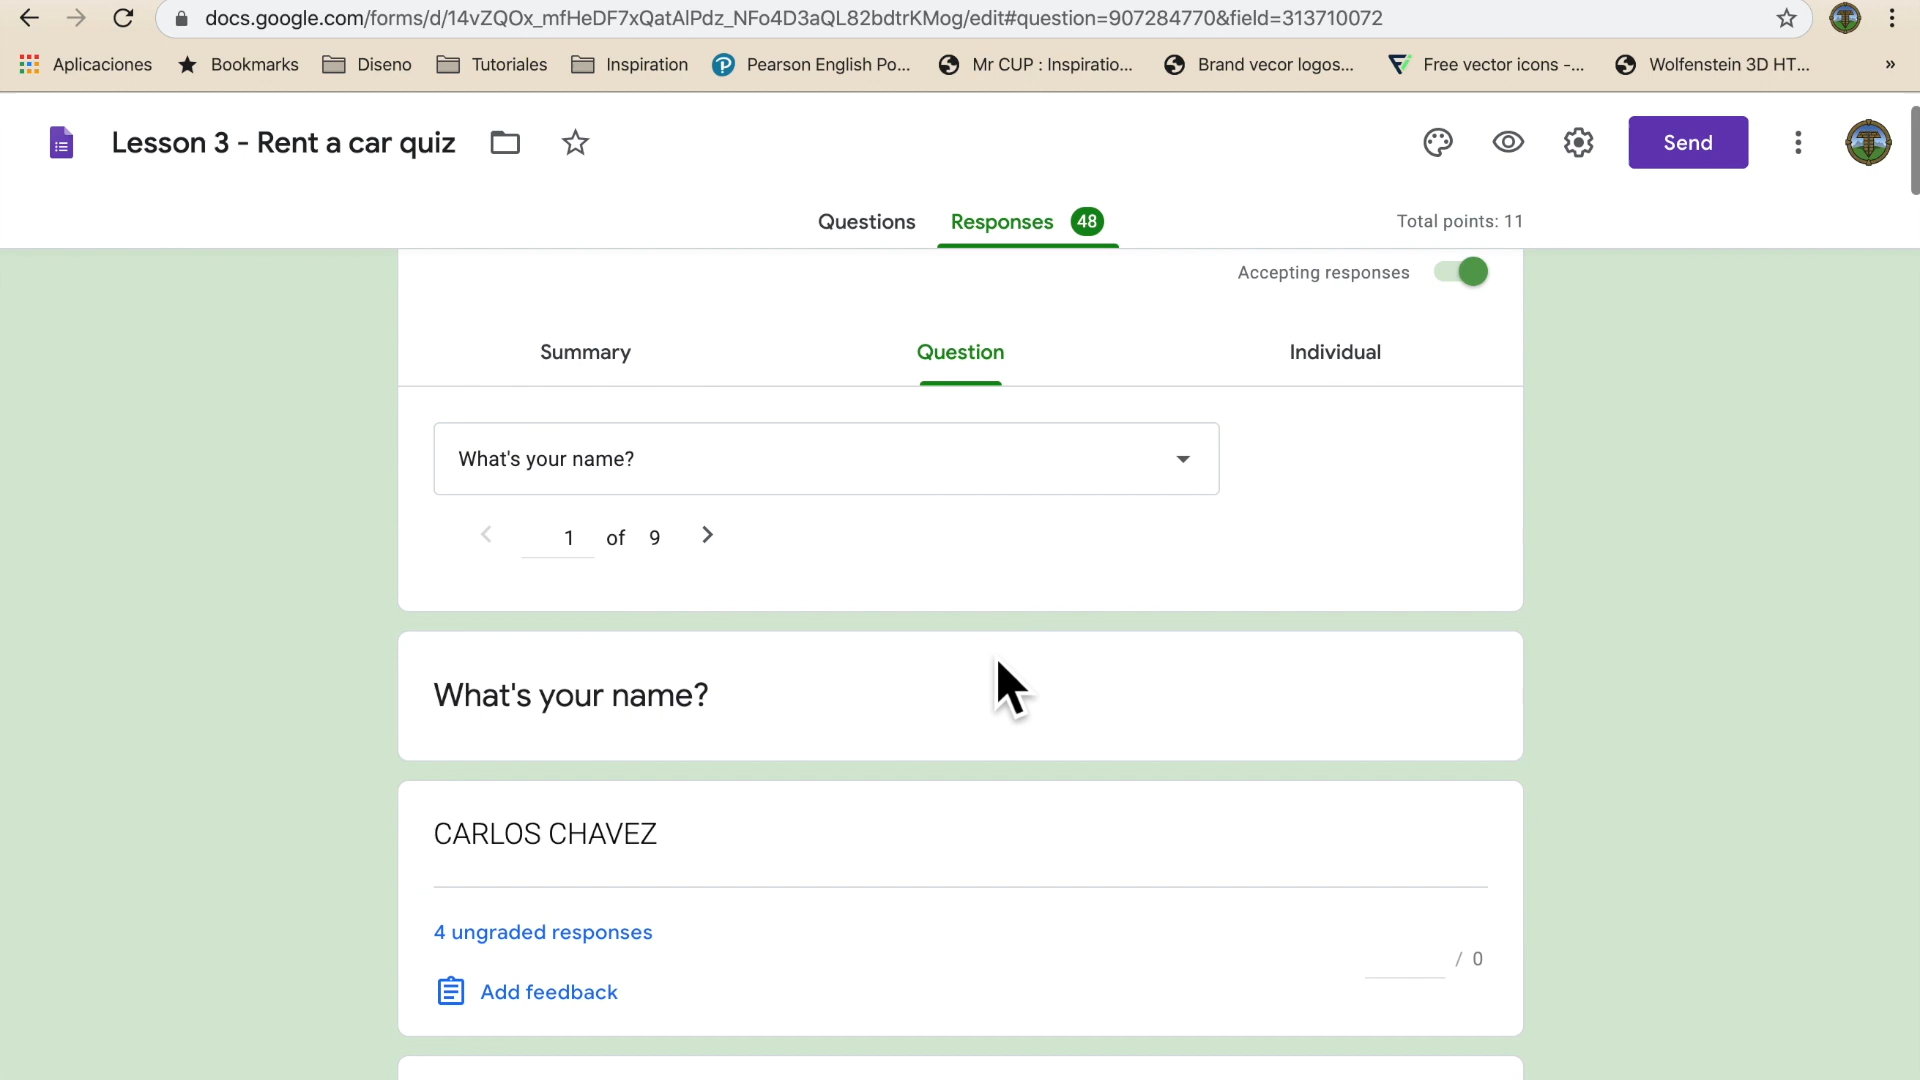 docs.google.com/forms/d/14vZQOx_mfHeDF7xQatAlPdz_NFo4D3aQL82bdtrKMog/edit#question=907284770&field=313710072
Aplicaciones Bookmarks Diseno Tutoriales Inspiration Pearson English Po... Mr CUP : Inspiratio... Brand vecor logos... Free vector icons -... Wolfenstein 3D HT... »
Lesson 3 - Rent a car quiz Send
Questions Responses 48 Total points: 11
Accepting responses
Summary Question Individual
What's your name?
1 of 9
What's your name?
CARLOS CHAVEZ
4 ungraded responses
/ 0
Add feedback